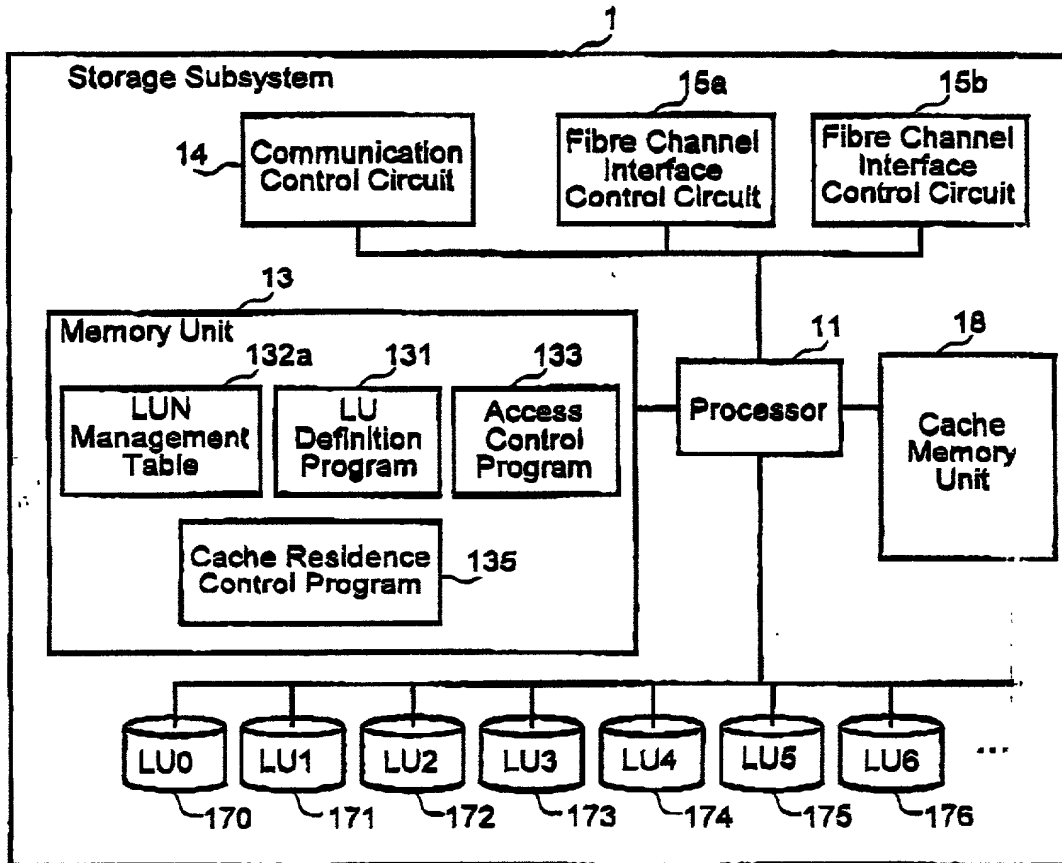 1
Storage Subsystem
14
Communication
Control Circuit
15a
Fibre Channel
Interface
Control Circuit
15b
Fibre Channel
Interface
Control Circuit
13
Memory Unit
132a
LUN
Management
Table
131
LU
Definition
Program
133
Access
Control
Program
Cache Residence
Control Program
135
11
Processor
18
Cache
Memory
Unit
LU0
LU1
LU2
LU3
LU4
LU5
LU6
...
170
171
172
173
174
175
176